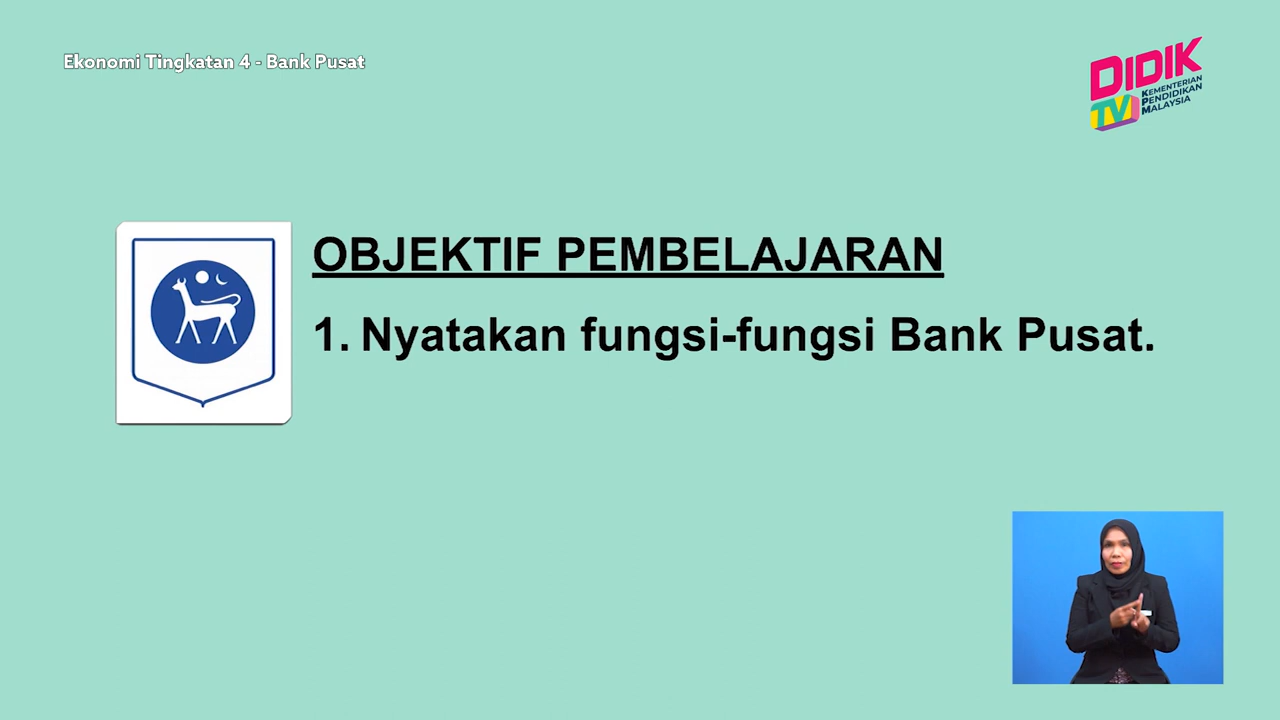 Ekonomi Tingkatan 4 - Bank Pusat
DIDIK
TV
KEMENTERIAN
PENDIDIKAN
MALAYSIA
OBJEKTIF PEMBELAJARAN
1. Nyatakan fungsi-fungsi Bank Pusat.